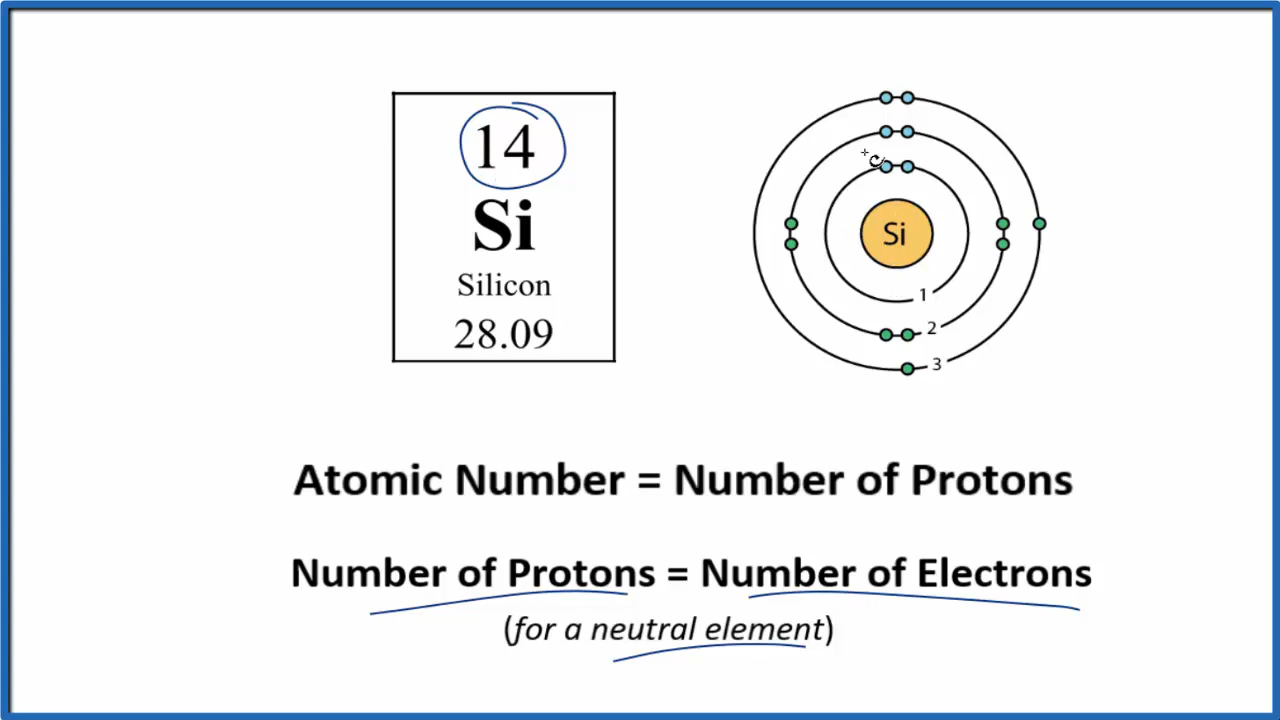 14
Si
Silicon
28.09
Si
1
2
3
Atomic Number = Number of Protons
Number of Protons = Number of Electrons
(for a neutral element)